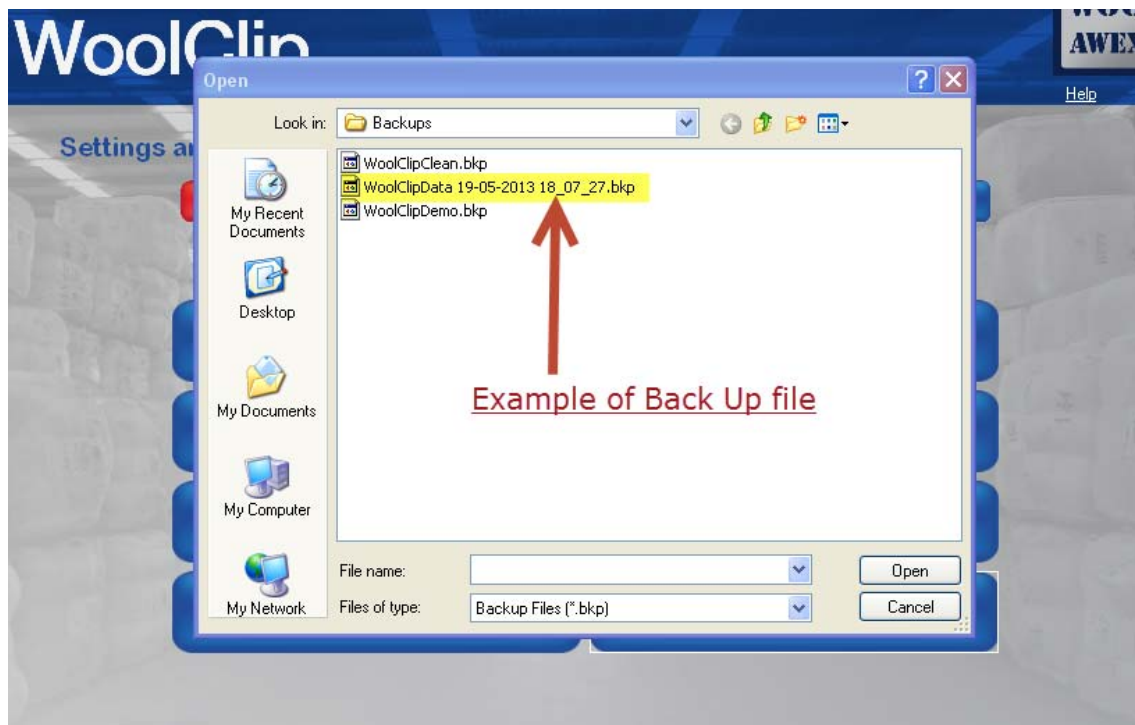 WoolClip
AWEX
Help
Settings
Open
Look in:
Backups
WoolClipClean.bkp
WoolClipData 19-05-2013 18_07_27.bkp
WoolClipDemo.bkp
My Recent
Documents
Desktop
My Documents
My Computer
My Network
Example of Back Up file
File name:
Open
Files of type:
Backup Files (*.bkp)
Cancel